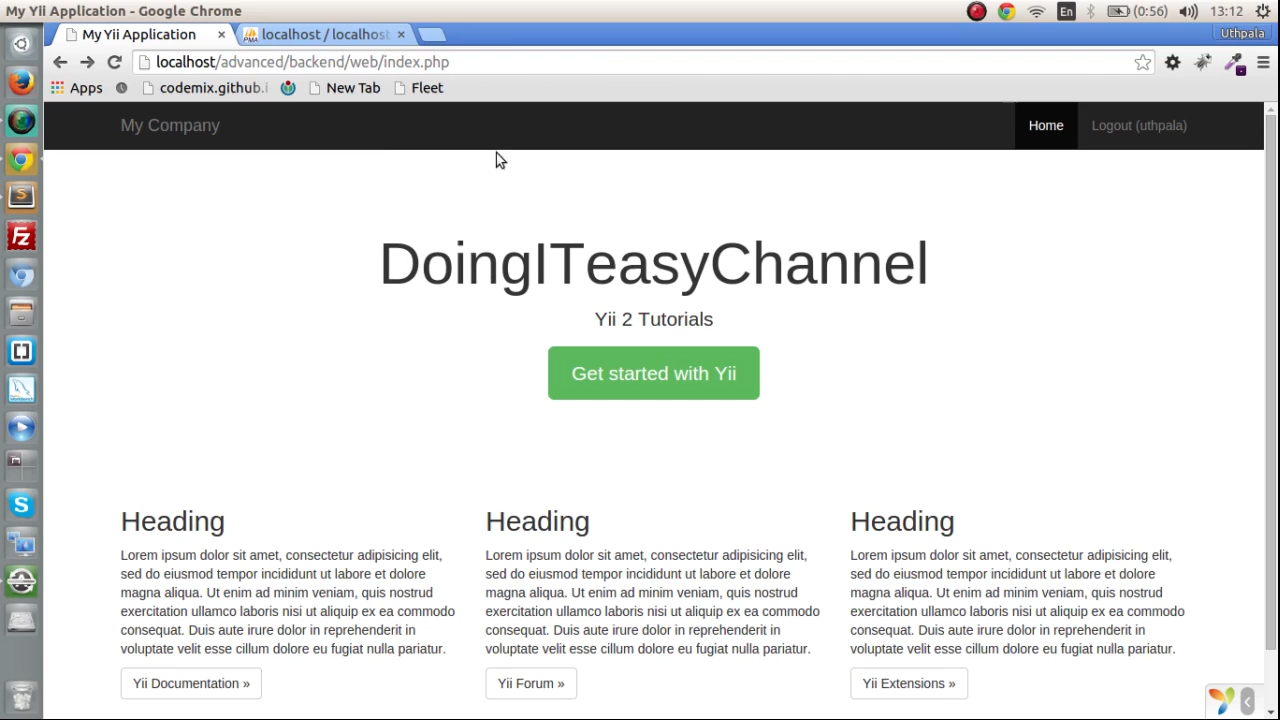 My Yii Application - Google Chrome
En
(0:56)
13:12
My Yii Application
localhost / localhost
Uthpala
localhost/advanced/backend/web/index.php
Apps
codemix.github.i
New Tab
Fleet
My Company
Home
Logout (uthpala)
DoingITeasyChannel
Yii 2 Tutorials
Get started with Yii
Heading
Lorem ipsum dolor sit amet, consectetur adipisicing elit,
sed do eiusmod tempor incididunt ut labore et dolore
magna aliqua. Ut enim ad minim veniam, quis nostrud
exercitation ullamco laboris nisi ut aliquip ex ea commodo
consequat. Duis aute irure dolor in reprehenderit in
voluptate velit esse cillum dolore eu fugiat nulla pariatur.
Yii Documentation »
Heading
Lorem ipsum dolor sit amet, consectetur adipisicing elit,
sed do eiusmod tempor incididunt ut labore et dolore
magna aliqua. Ut enim ad minim veniam, quis nostrud
exercitation ullamco laboris nisi ut aliquip ex ea commodo
consequat. Duis aute irure dolor in reprehenderit in
voluptate velit esse cillum dolore eu fugiat nulla pariatur.
Yii Forum »
Heading
Lorem ipsum dolor sit amet, consectetur adipisicing elit,
sed do eiusmod tempor incididunt ut labore et dolore
magna aliqua. Ut enim ad minim veniam, quis nostrud
exercitation ullamco laboris nisi ut aliquip ex ea commodo
consequat. Duis aute irure dolor in reprehenderit in
voluptate velit esse cillum dolore eu fugiat nulla pariatur.
Yii Extensions »